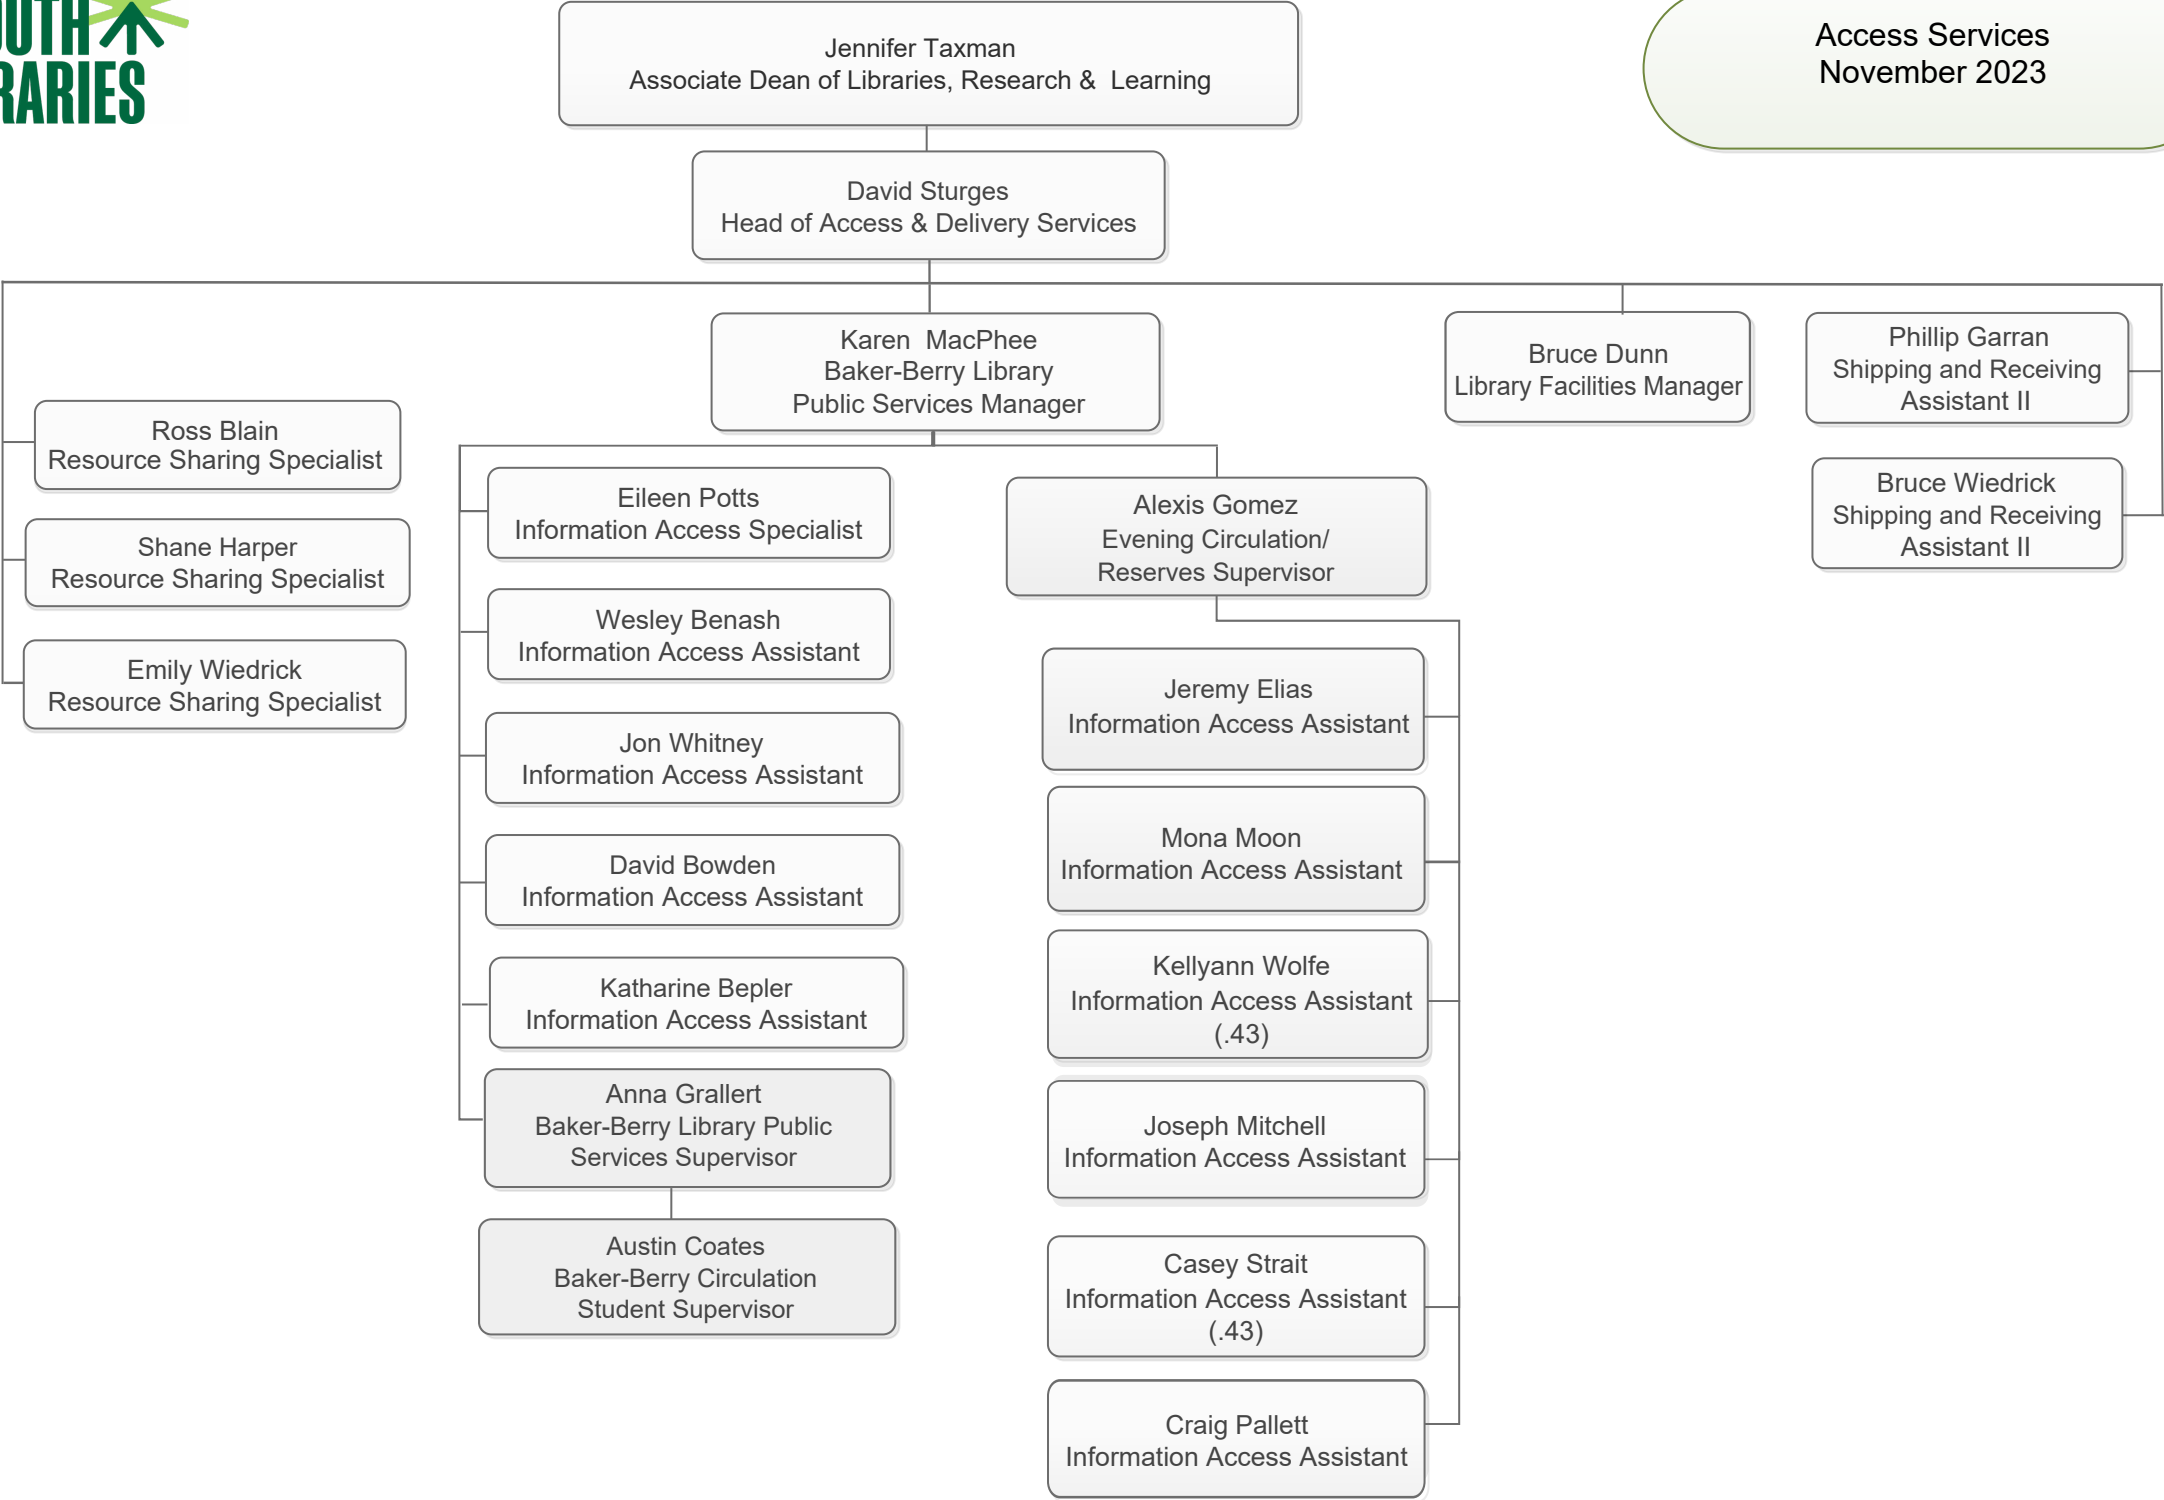 OUTH
RARIES
Jennifer Taxman
Associate Dean of Libraries, Research & Learning
Access Services
November 2023
David Sturges
Head of Access & Delivery Services
Karen MacPhee
Baker-Berry Library
Public Services Manager
Bruce Dunn
Library Facilities Manager
Phillip Garran
Shipping and Receiving
Assistant II
Bruce Wiedrick
Shipping and Receiving
Assistant II
Ross Blain
Resource Sharing Specialist
Shane Harper
Resource Sharing Specialist
Emily Wiedrick
Resource Sharing Specialist
Eileen Potts
Information Access Specialist
Wesley Benash
Information Access Assistant
Jon Whitney
Information Access Assistant
David Bowden
Information Access Assistant
Katharine Bepler
Information Access Assistant
Anna Grallert
Baker-Berry Library Public
Services Supervisor
Austin Coates
Baker-Berry Circulation
Student Supervisor
Alexis Gomez
Evening Circulation/
Reserves Supervisor
Jeremy Elias
Information Access Assistant
Mona Moon
Information Access Assistant
Kellyann Wolfe
Information Access Assistant
(.43)
Joseph Mitchell
Information Access Assistant
Casey Strait
Information Access Assistant
(.43)
Craig Pallett
Information Access Assistant